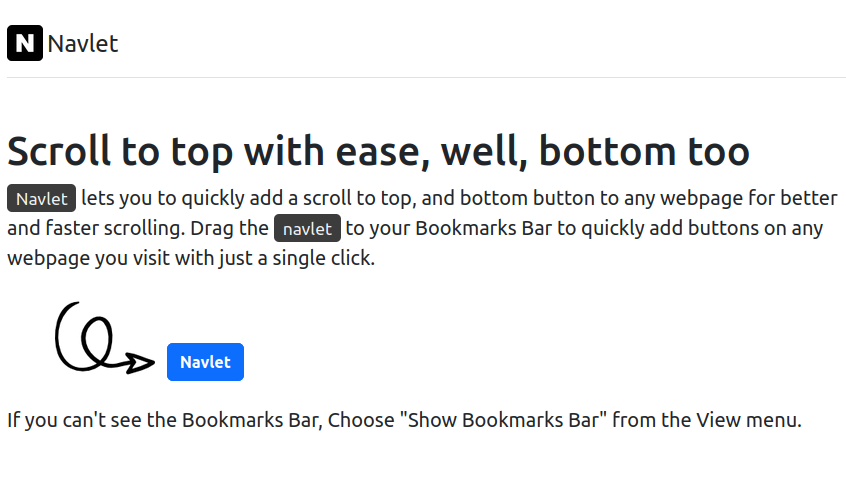 N Navlet
Scroll to top with ease, well, bottom too
Navlet lets you to quickly add a scroll to top, and bottom button to any webpage for better
and faster scrolling. Drag the navlet to your Bookmarks Bar to quickly add buttons on any
webpage you visit with just a single click.
Navlet
If you can't see the Bookmarks Bar, Choose "Show Bookmarks Bar" from the View menu.